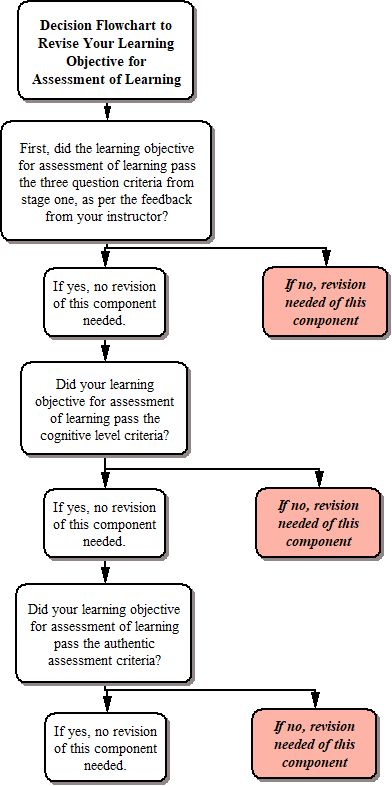 Decision Flowchart to
Revise Your Learning
Objective for
Assessment of Learning
First, did the learning objective
for assessment of learning pass
the three question criteria from
stage one, as per the feedback
from your instructor?
If yes, no revision
of this component
needed.
If no, revision
needed of this
component
Did your learning
objective for assessment
of learning pass the
cognitive level criteria?
If yes, no revision
of this component
needed.
If no, revision
needed of this
component
Did your learning objective
for assessment of learning
pass the authentic
assessment criteria?
If yes, no revision
of this component
needed.
If no, revision
needed of this
component